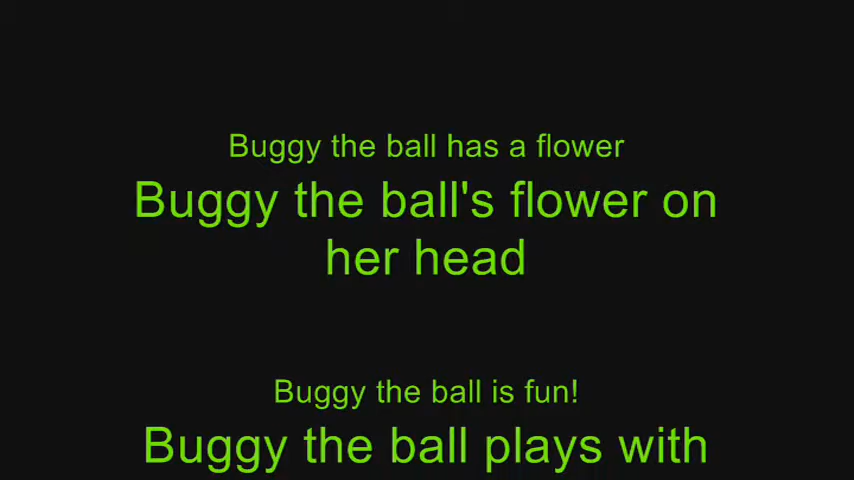 Buggy the ball has a flower
Buggy the ball's flower on
her head
Buggy the ball is fun!
Buggy the ball plays with